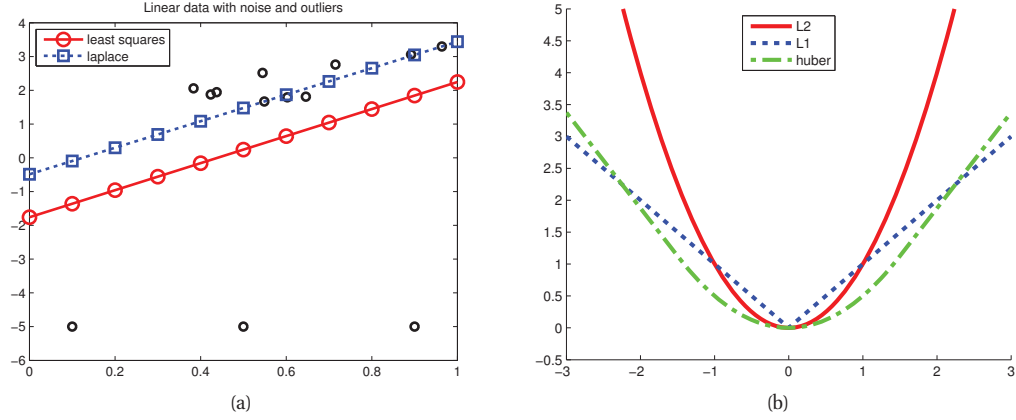 Linear data with noise and outliers
least squares
laplace
4
3
2
1
0
−1
−2
−3
−4
−5
−6
0 0.2 0.4 0.6 0.8 1
(a)
L2
L1
huber
5
4.5
4
3.5
3
2.5
2
1.5
1
0.5
0
−0.5
−3 −2 −1 0 1 2 3
(b)